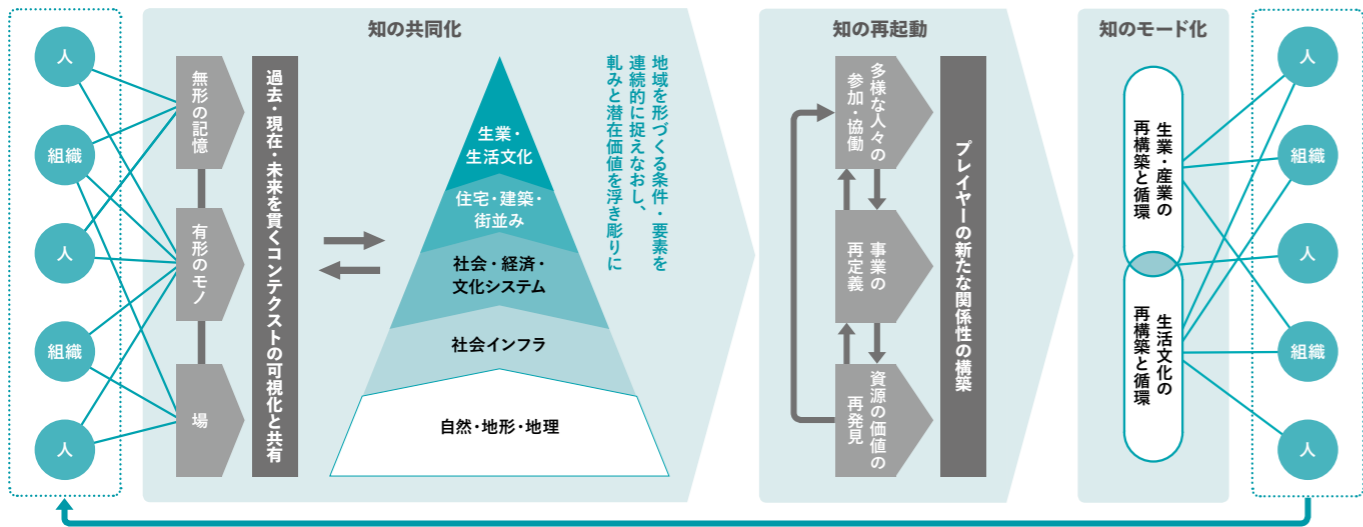 人
組織
人
組織
人
知の共同化
無形の記憶
有形のモノ
場
過去・現在・未来を貫くコンテクストの可視化と共有
生業・
生活文化
住宅・建築・
街並み
社会・経済・
文化システム
社会インフラ
自然・地形・地理
地域を形づくる条件・要素を
連続的に捉えなおし、
軋みと潜在価値を浮き彫りに
知の再起動
多様な人々の
参加・協働
事業の
再定義
資源の価値の
再発見
プレイヤーの新たな関係性の構築
知のモード化
生業・産業の
再構築と循環
生活文化の
再構築と循環
人
組織
人
組織
人